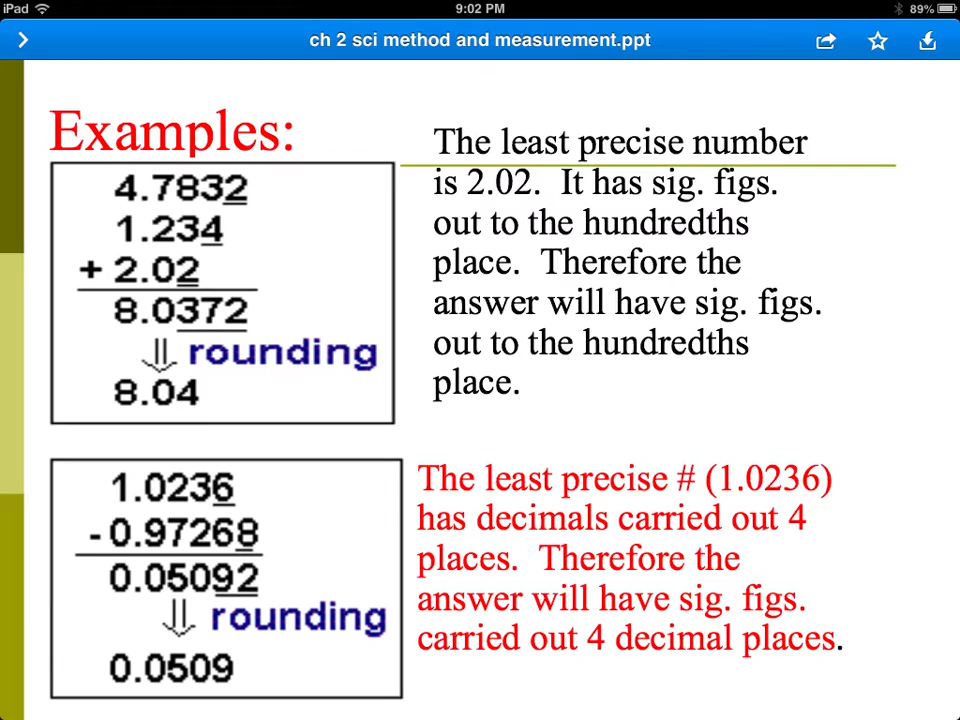 iPad 9:02 PM 89%
ch 2 sci method and measurement.ppt
Examples:
4.7832
1.234
+ 2.02
8.0372
⇓ rounding
8.04
The least precise number
is 2.02. It has sig. figs.
out to the hundredths
place. Therefore the
answer will have sig. figs.
out to the hundredths
place.
1.0236
- 0.97268
0.05092
⇓ rounding
0.0509
The least precise # (1.0236)
has decimals carried out 4
places. Therefore the
answer will have sig. figs.
carried out 4 decimal places.